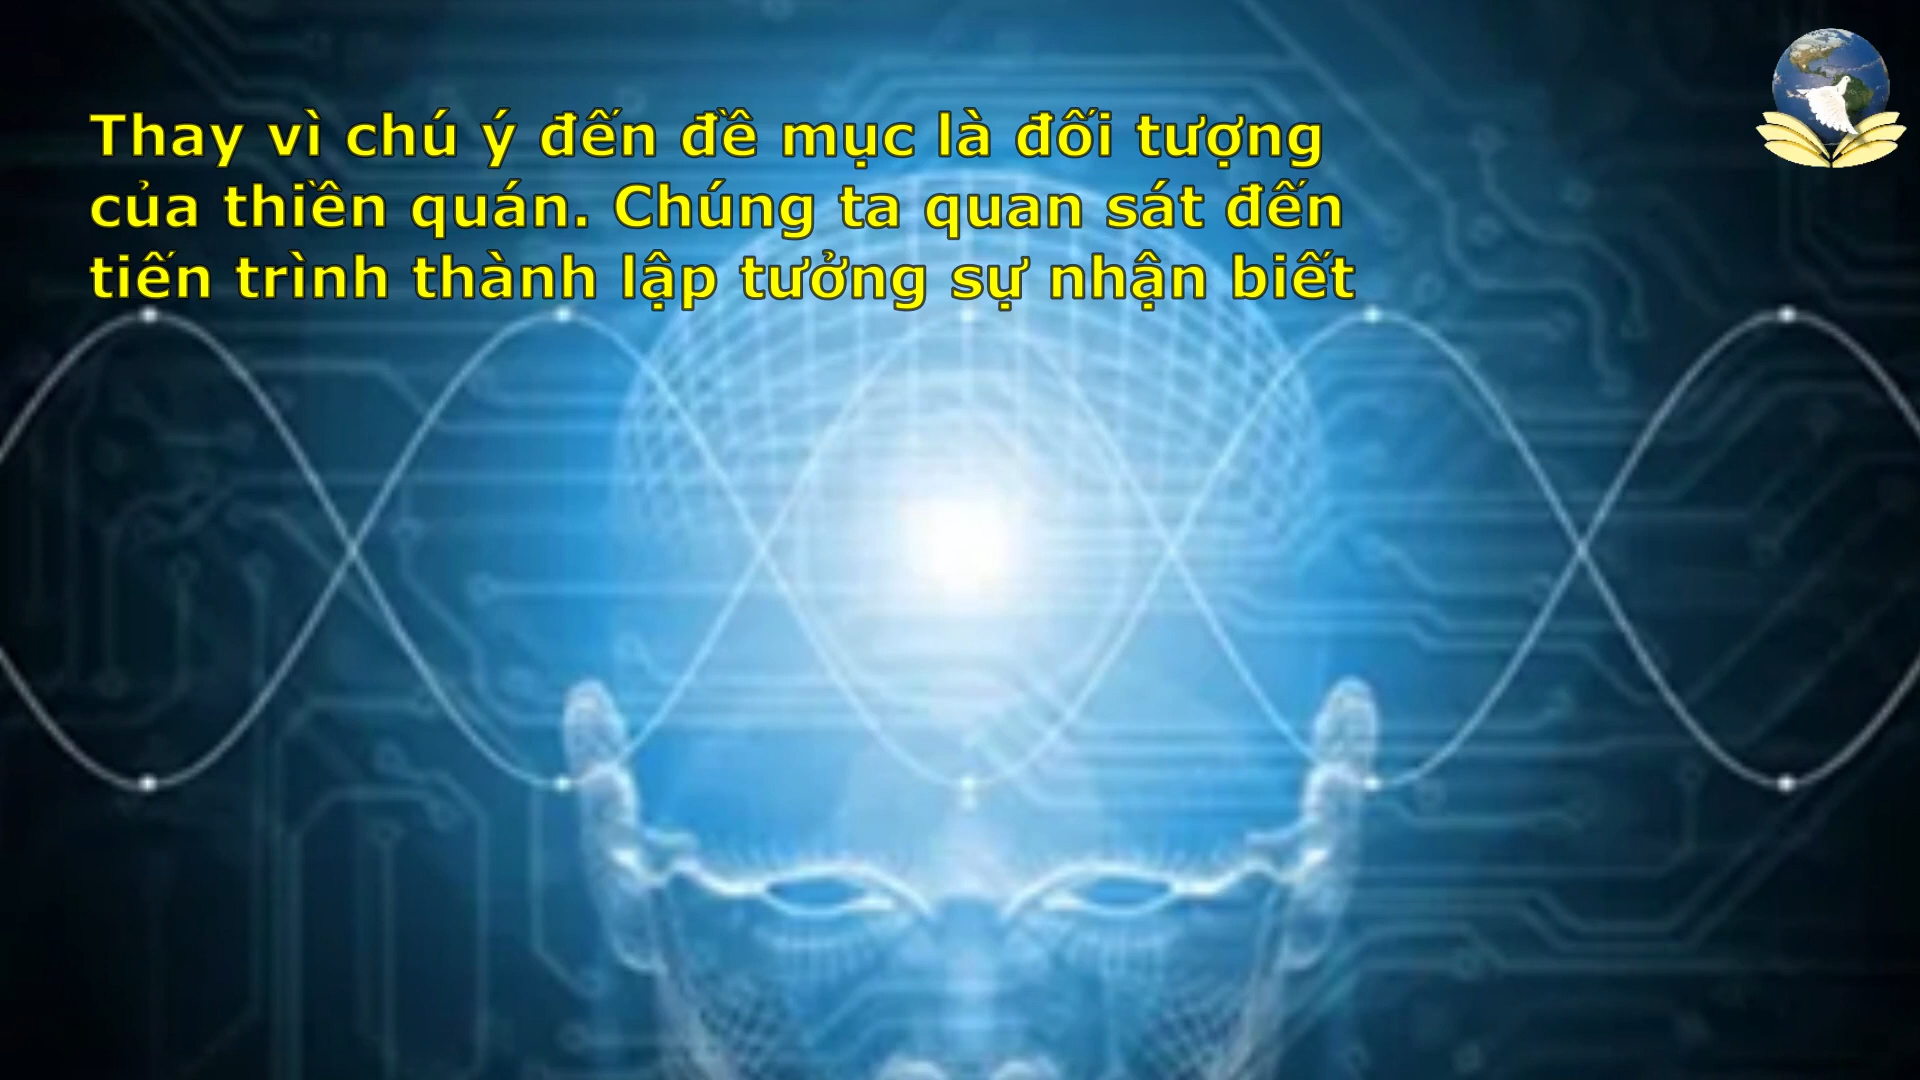 Thay vì chú ý đến đề mục là đối tượng
của thiền quán. Chúng ta quan sát đến
tiến trình thành lập tưởng sự nhận biết